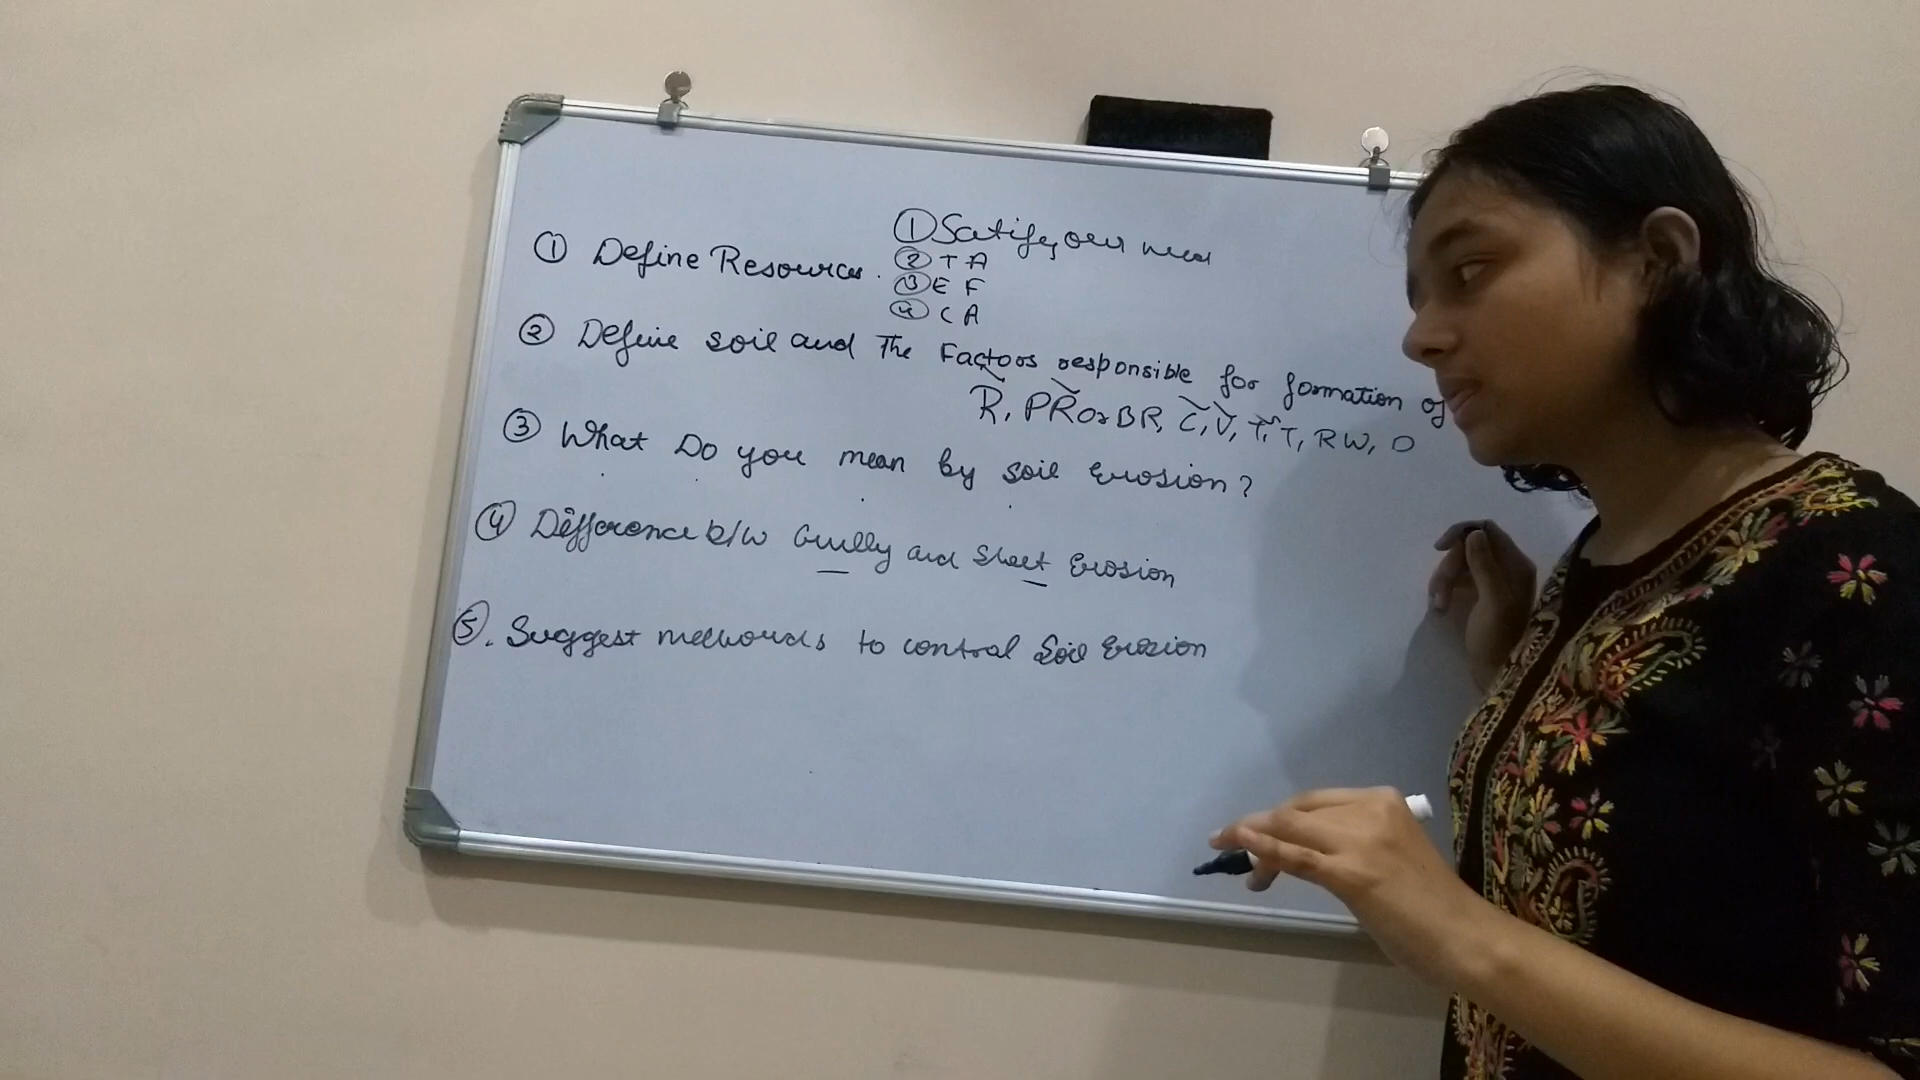 ① Define Resources.
① Satify our need
② T A
③ E F
④ C A
② Define soil and The Factors responsible for formation of
R, PR Or BR, C, V, T, T, RW, D
③ What Do you mean by soil Erosion?
④ Difference b/w Gully and Sheet Erosion
⑤. Suggest methods to control Soil Erosion